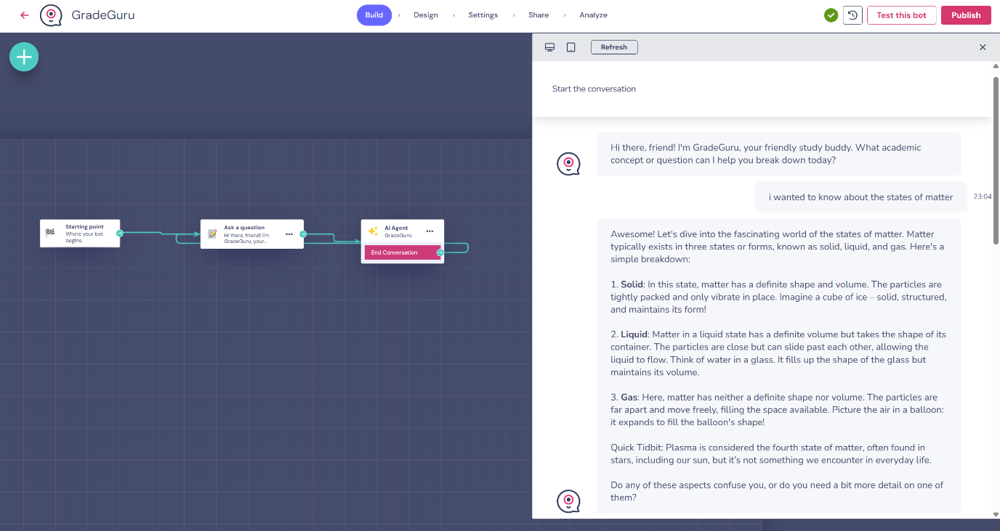 GradeGuru
Build
Design
Settings
Share
Analyze
Test this bot
Publish
Starting point
Where your bot
begins
Ask a question
Hi there, friend! I'm
GradeGuru, your...
AI Agent
GradeGuru
End Conversation
Refresh
Start the conversation
Hi there, friend! I'm GradeGuru, your friendly study buddy. What academic
concept or question can I help you break down today?
i wanted to know about the states of matter
23:04
Awesome! Let's dive into the fascinating world of the states of matter. Matter
typically exists in three states or forms, known as solid, liquid, and gas. Here's a
simple breakdown:
1. Solid: In this state, matter has a definite shape and volume. The particles are
tightly packed and only vibrate in place. Imagine a cube of ice – solid, structured,
and maintains its form!
2. Liquid: Matter in a liquid state has a definite volume but takes the shape of its
container. The particles are close but can slide past each other, allowing the
liquid to flow. Think of water in a glass. It fills up the shape of the glass but
maintains its volume.
3. Gas: Here, matter has neither a definite shape nor volume. The particles are
far apart and move freely, filling the space available. Picture the air in a balloon:
it expands to fill the balloon's shape!
Quick Tidbit: Plasma is considered the fourth state of matter, often found in
stars, including our sun, but it's not something we encounter in everyday life.
Do any of these aspects confuse you, or do you need a bit more detail on one of
them?